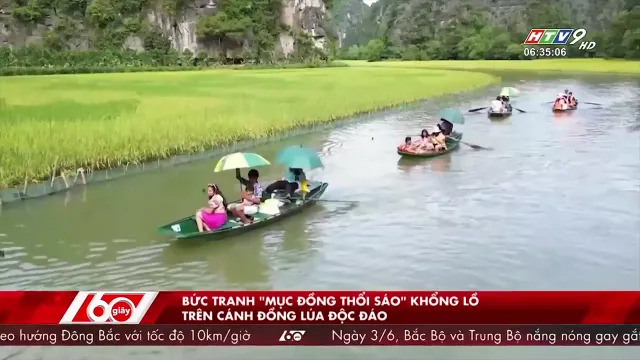 HTV9 HD
06:35:06
60 giây
BỨC TRANH "MỤC ĐỒNG THỔI SÁO" KHỔNG LỒ
TRÊN CÁNH ĐỒNG LÚA ĐỘC ĐÁO
eo hướng Đông Bắc với tốc độ 10km/giờ 60 Ngày 3/6, Bắc Bộ và Trung Bộ nắng nóng gay gắ